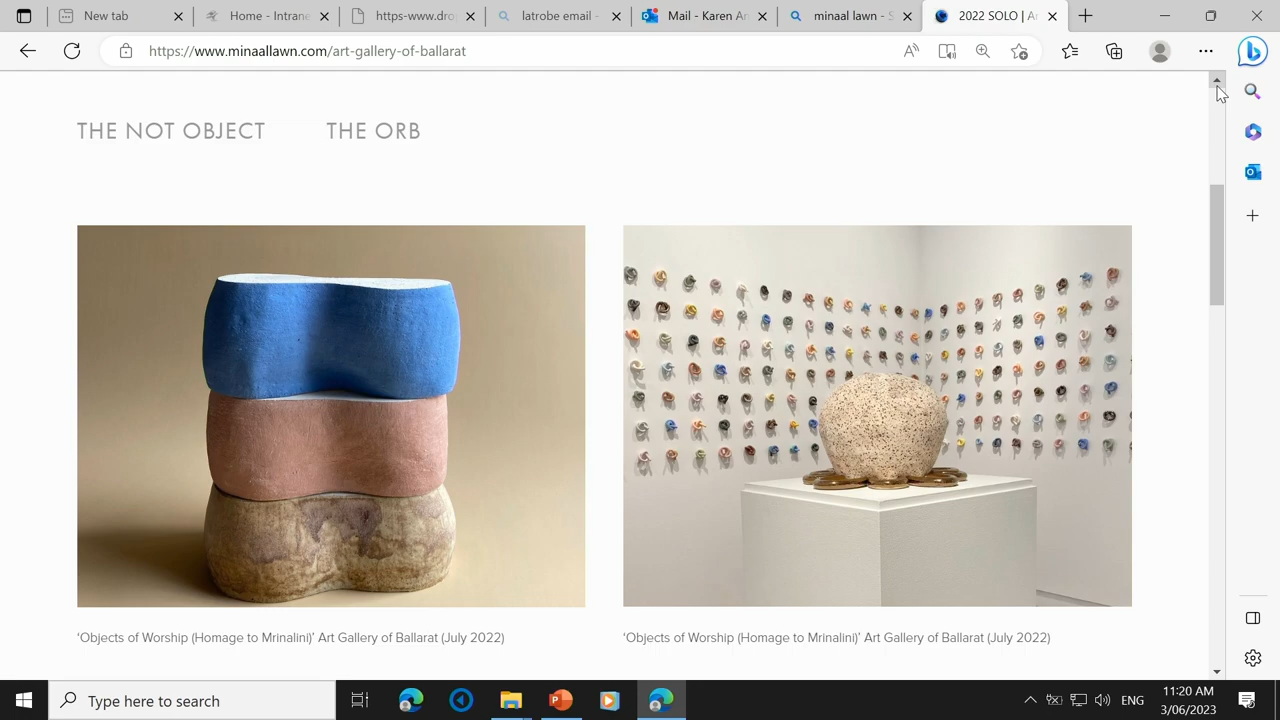 New tab
Home - Intrane
https-www.dro
latrobe email -
Mail - Karen An
minaal lawn - S
2022 SOLO | A
https://www.minaallawn.com/art-gallery-of-ballarat
THE NOT OBJECT THE ORB
‘Objects of Worship (Homage to Mrinalini)’ Art Gallery of Ballarat (July 2022)
‘Objects of Worship (Homage to Mrinalini)’ Art Gallery of Ballarat (July 2022)
Type here to search
ENG
11:20 AM
3/06/2023